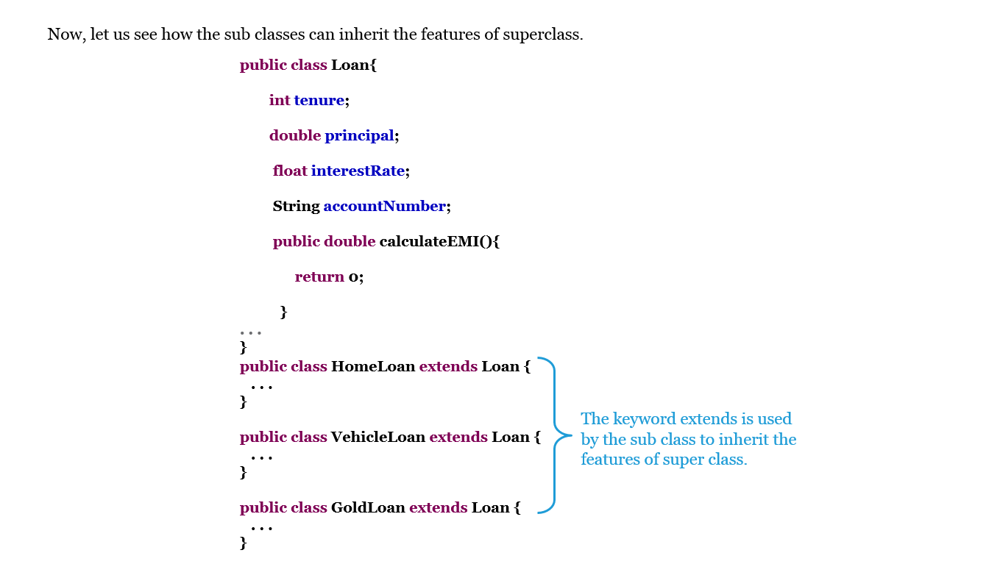 Now, let us see how the sub classes can inherit the features of superclass.
public class Loan{
int tenure;
double principal;
float interestRate;
String accountNumber;
public double calculateEMI(){
return 0;
}
...
}
public class HomeLoan extends Loan {
...
}
public class VehicleLoan extends Loan {
...
}
public class GoldLoan extends Loan {
...
}
The keyword extends is used
by the sub class to inherit the
features of super class.